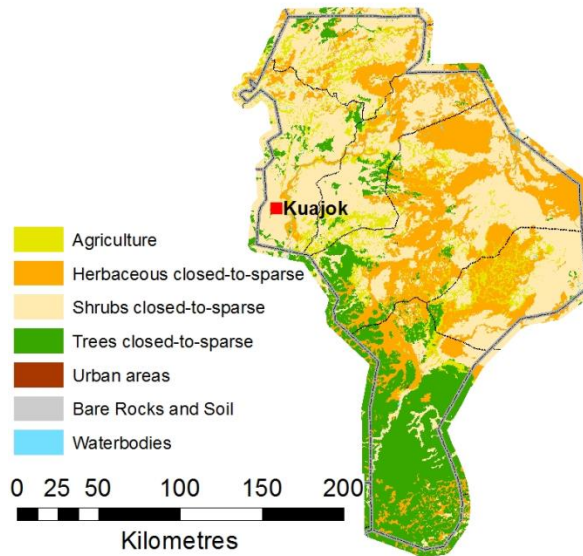 Kuajok
Agriculture
Herbaceous closed-to-sparse
Shrubs closed-to-sparse
Trees closed-to-sparse
Urban areas
Bare Rocks and Soil
Waterbodies
0 25 50 100 150 200
Kilometres